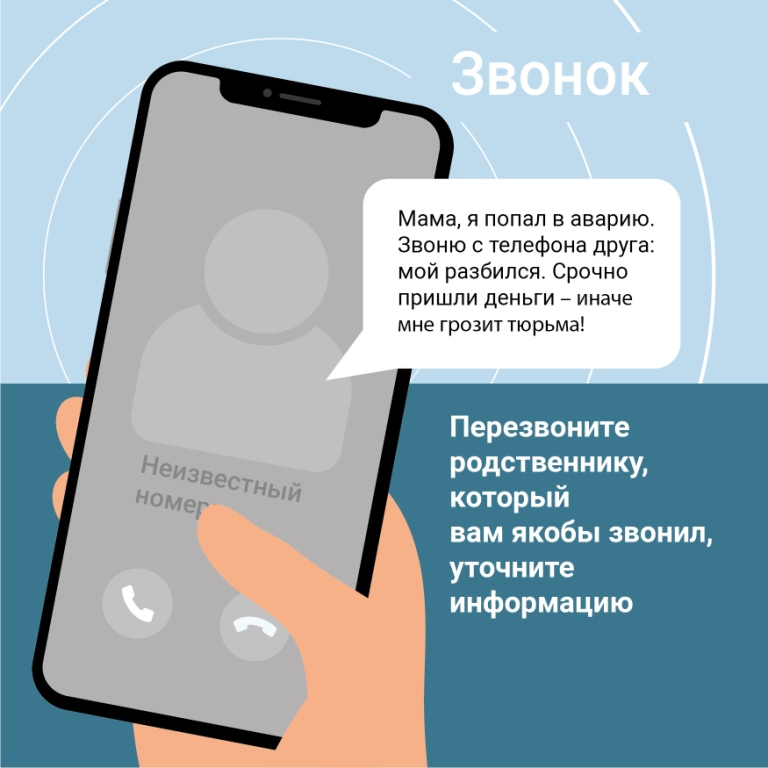 Звонок
Мама, я попал в аварию.
Звоню с телефона друга:
мой разбился. Срочно
пришли деньги – иначе
мне грозит тюрьма!
Неизвестный
номер
Перезвоните
родственнику,
который
вам якобы звонил,
уточните
информацию